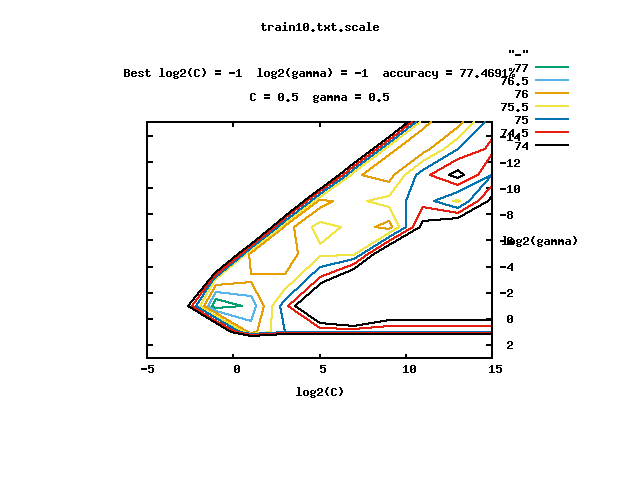 train10.txt.scale
"-"
Best log2(C) = -1  log2(gamma) = -1  accuracy = 77.4691%
77
76.5
C = 0.5  gamma = 0.5
76
75.5
75
74.5
-14
74
-12
-10
-8
-6
log2(gamma)
-4
-2
0
2
-5 0 5 10 15
log2(C)